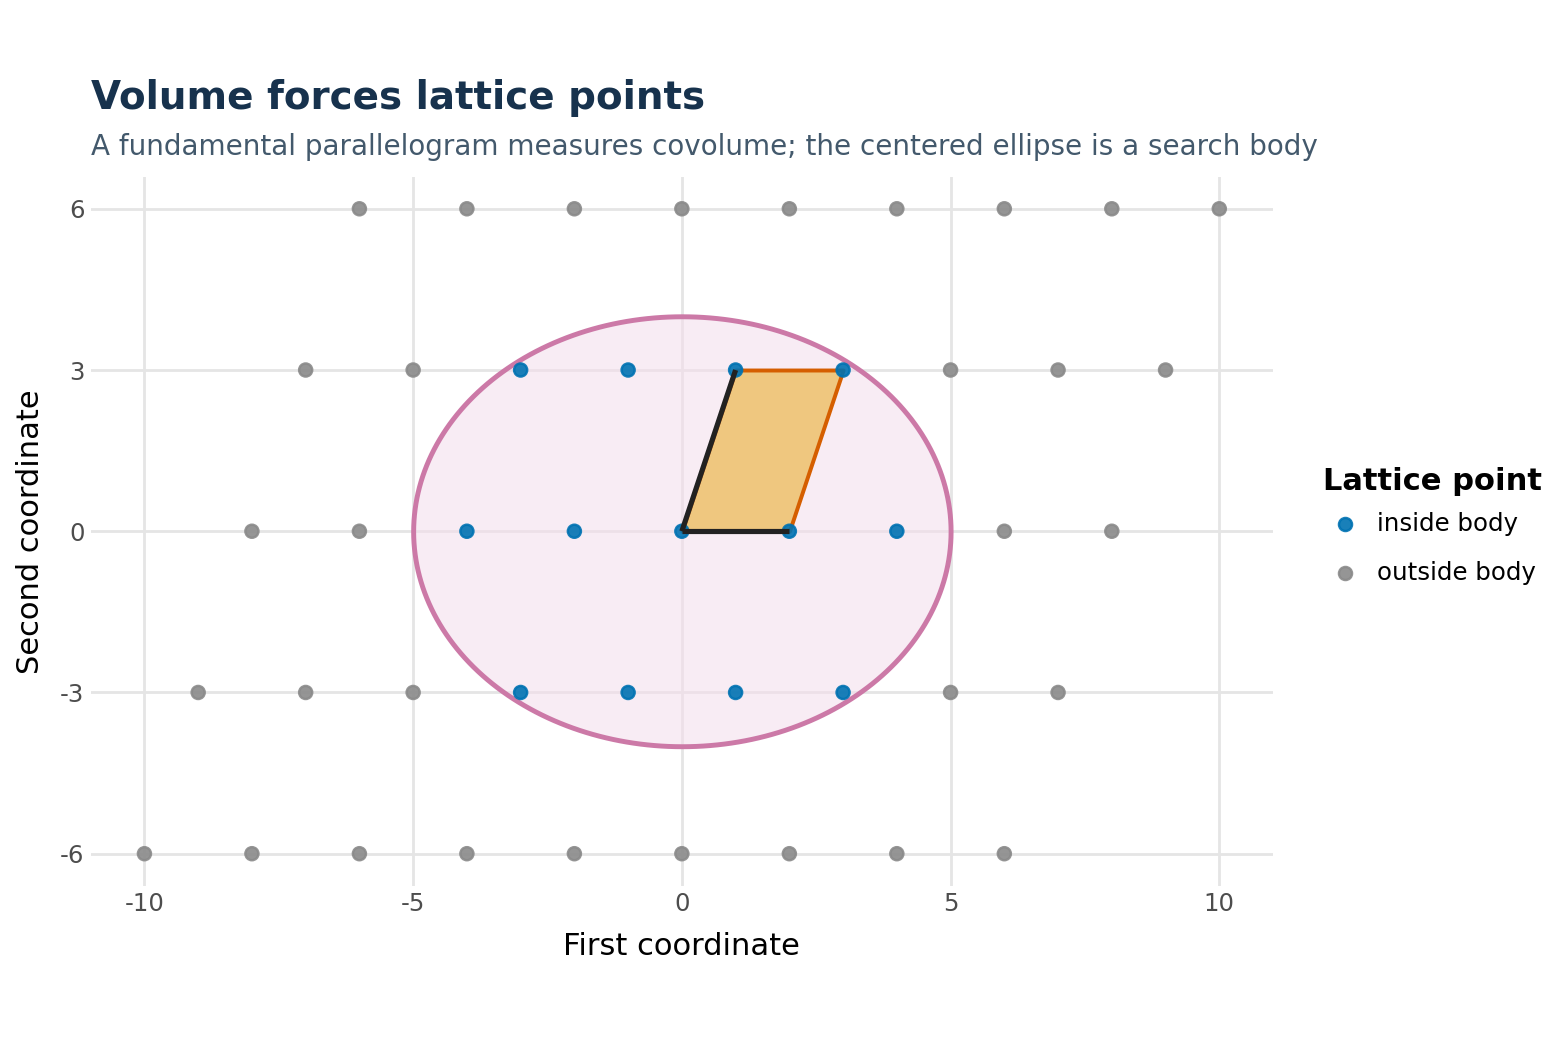 Volume forces lattice points
A fundamental parallelogram measures covolume; the centered ellipse is a search body
6
3
0
-3
-6
Second coordinate
-10 -5 0 5 10
First coordinate
Lattice point
inside body
outside body